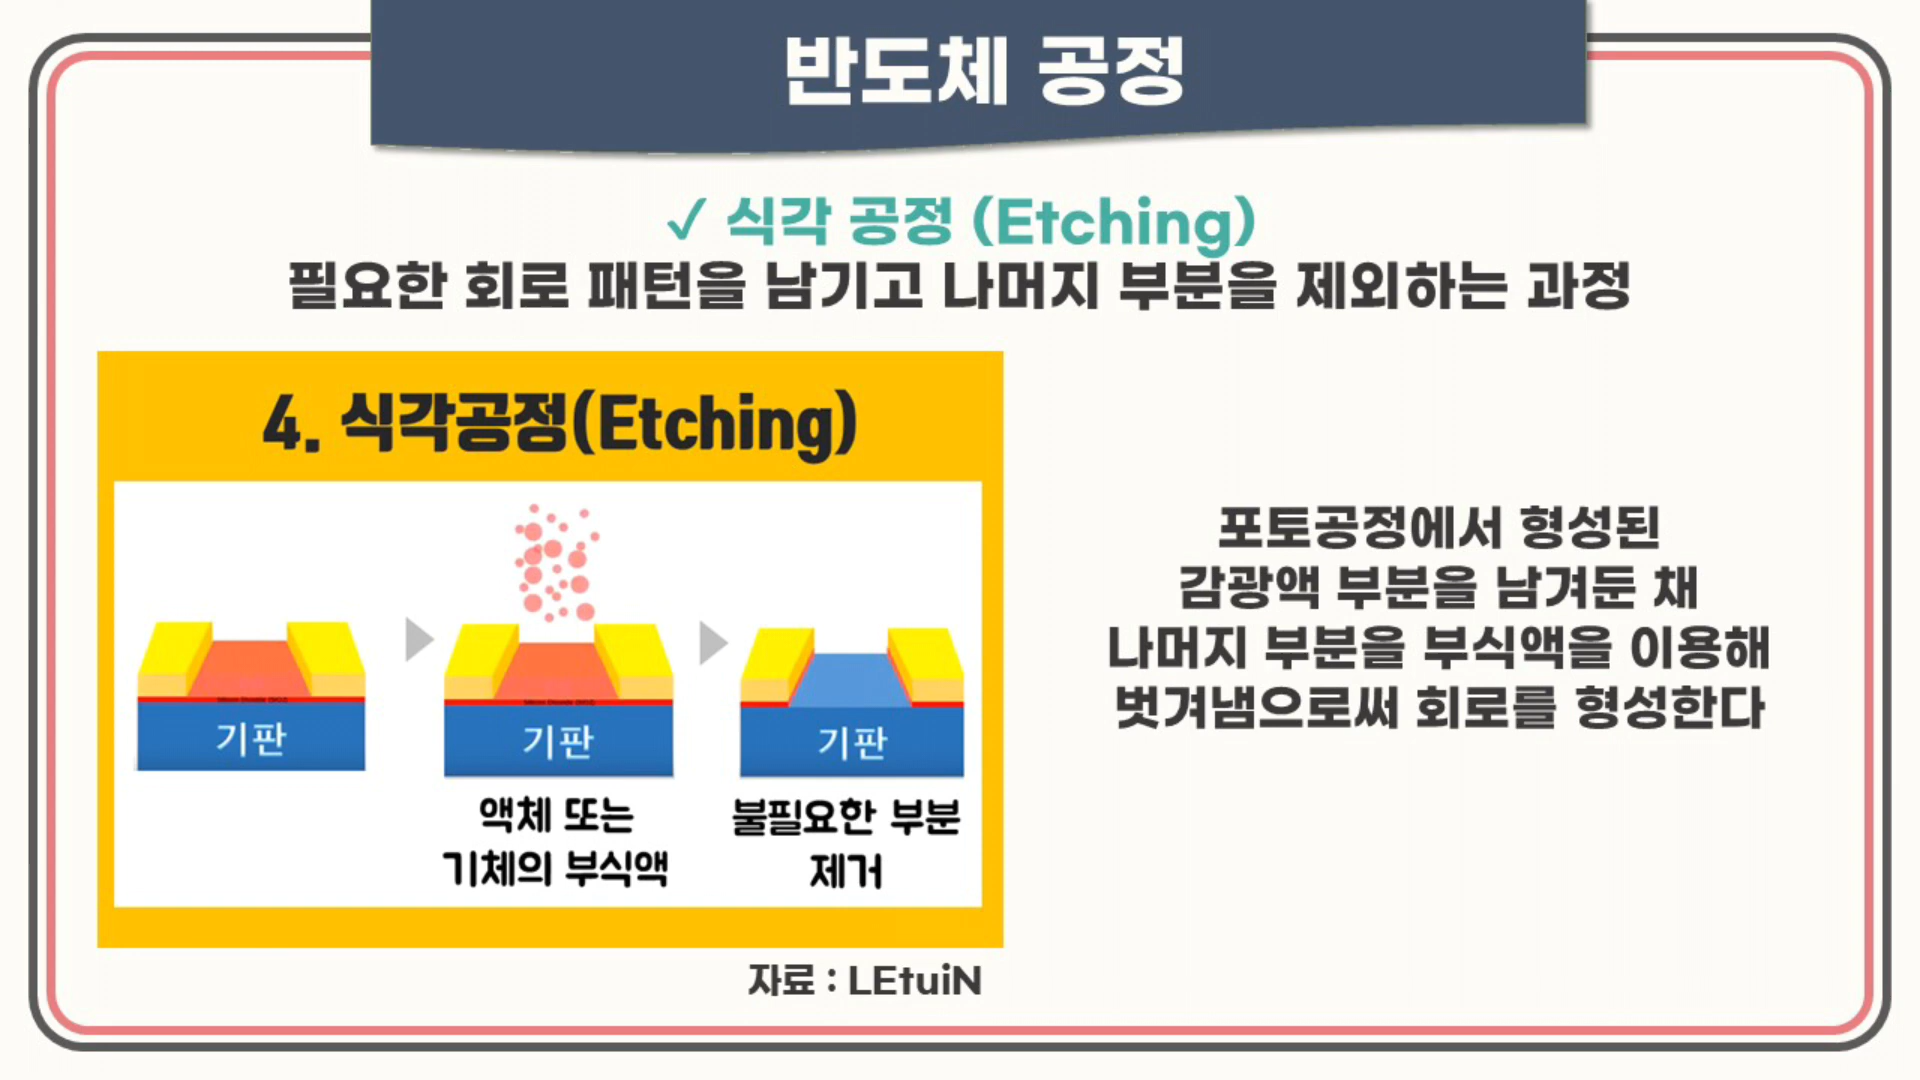 반도체 공정
✓ 식각 공정 (Etching)
필요한 회로 패턴을 남기고 나머지 부분을 제외하는 과정
4. 식각공정(Etching)
기판
기판
기판
액체 또는
기체의 부식액
불필요한 부분
제거
포토공정에서 형성된
감광액 부분을 남겨둔 채
나머지 부분을 부식액을 이용해
벗겨냄으로써 회로를 형성한다
자료 : LEtuiN